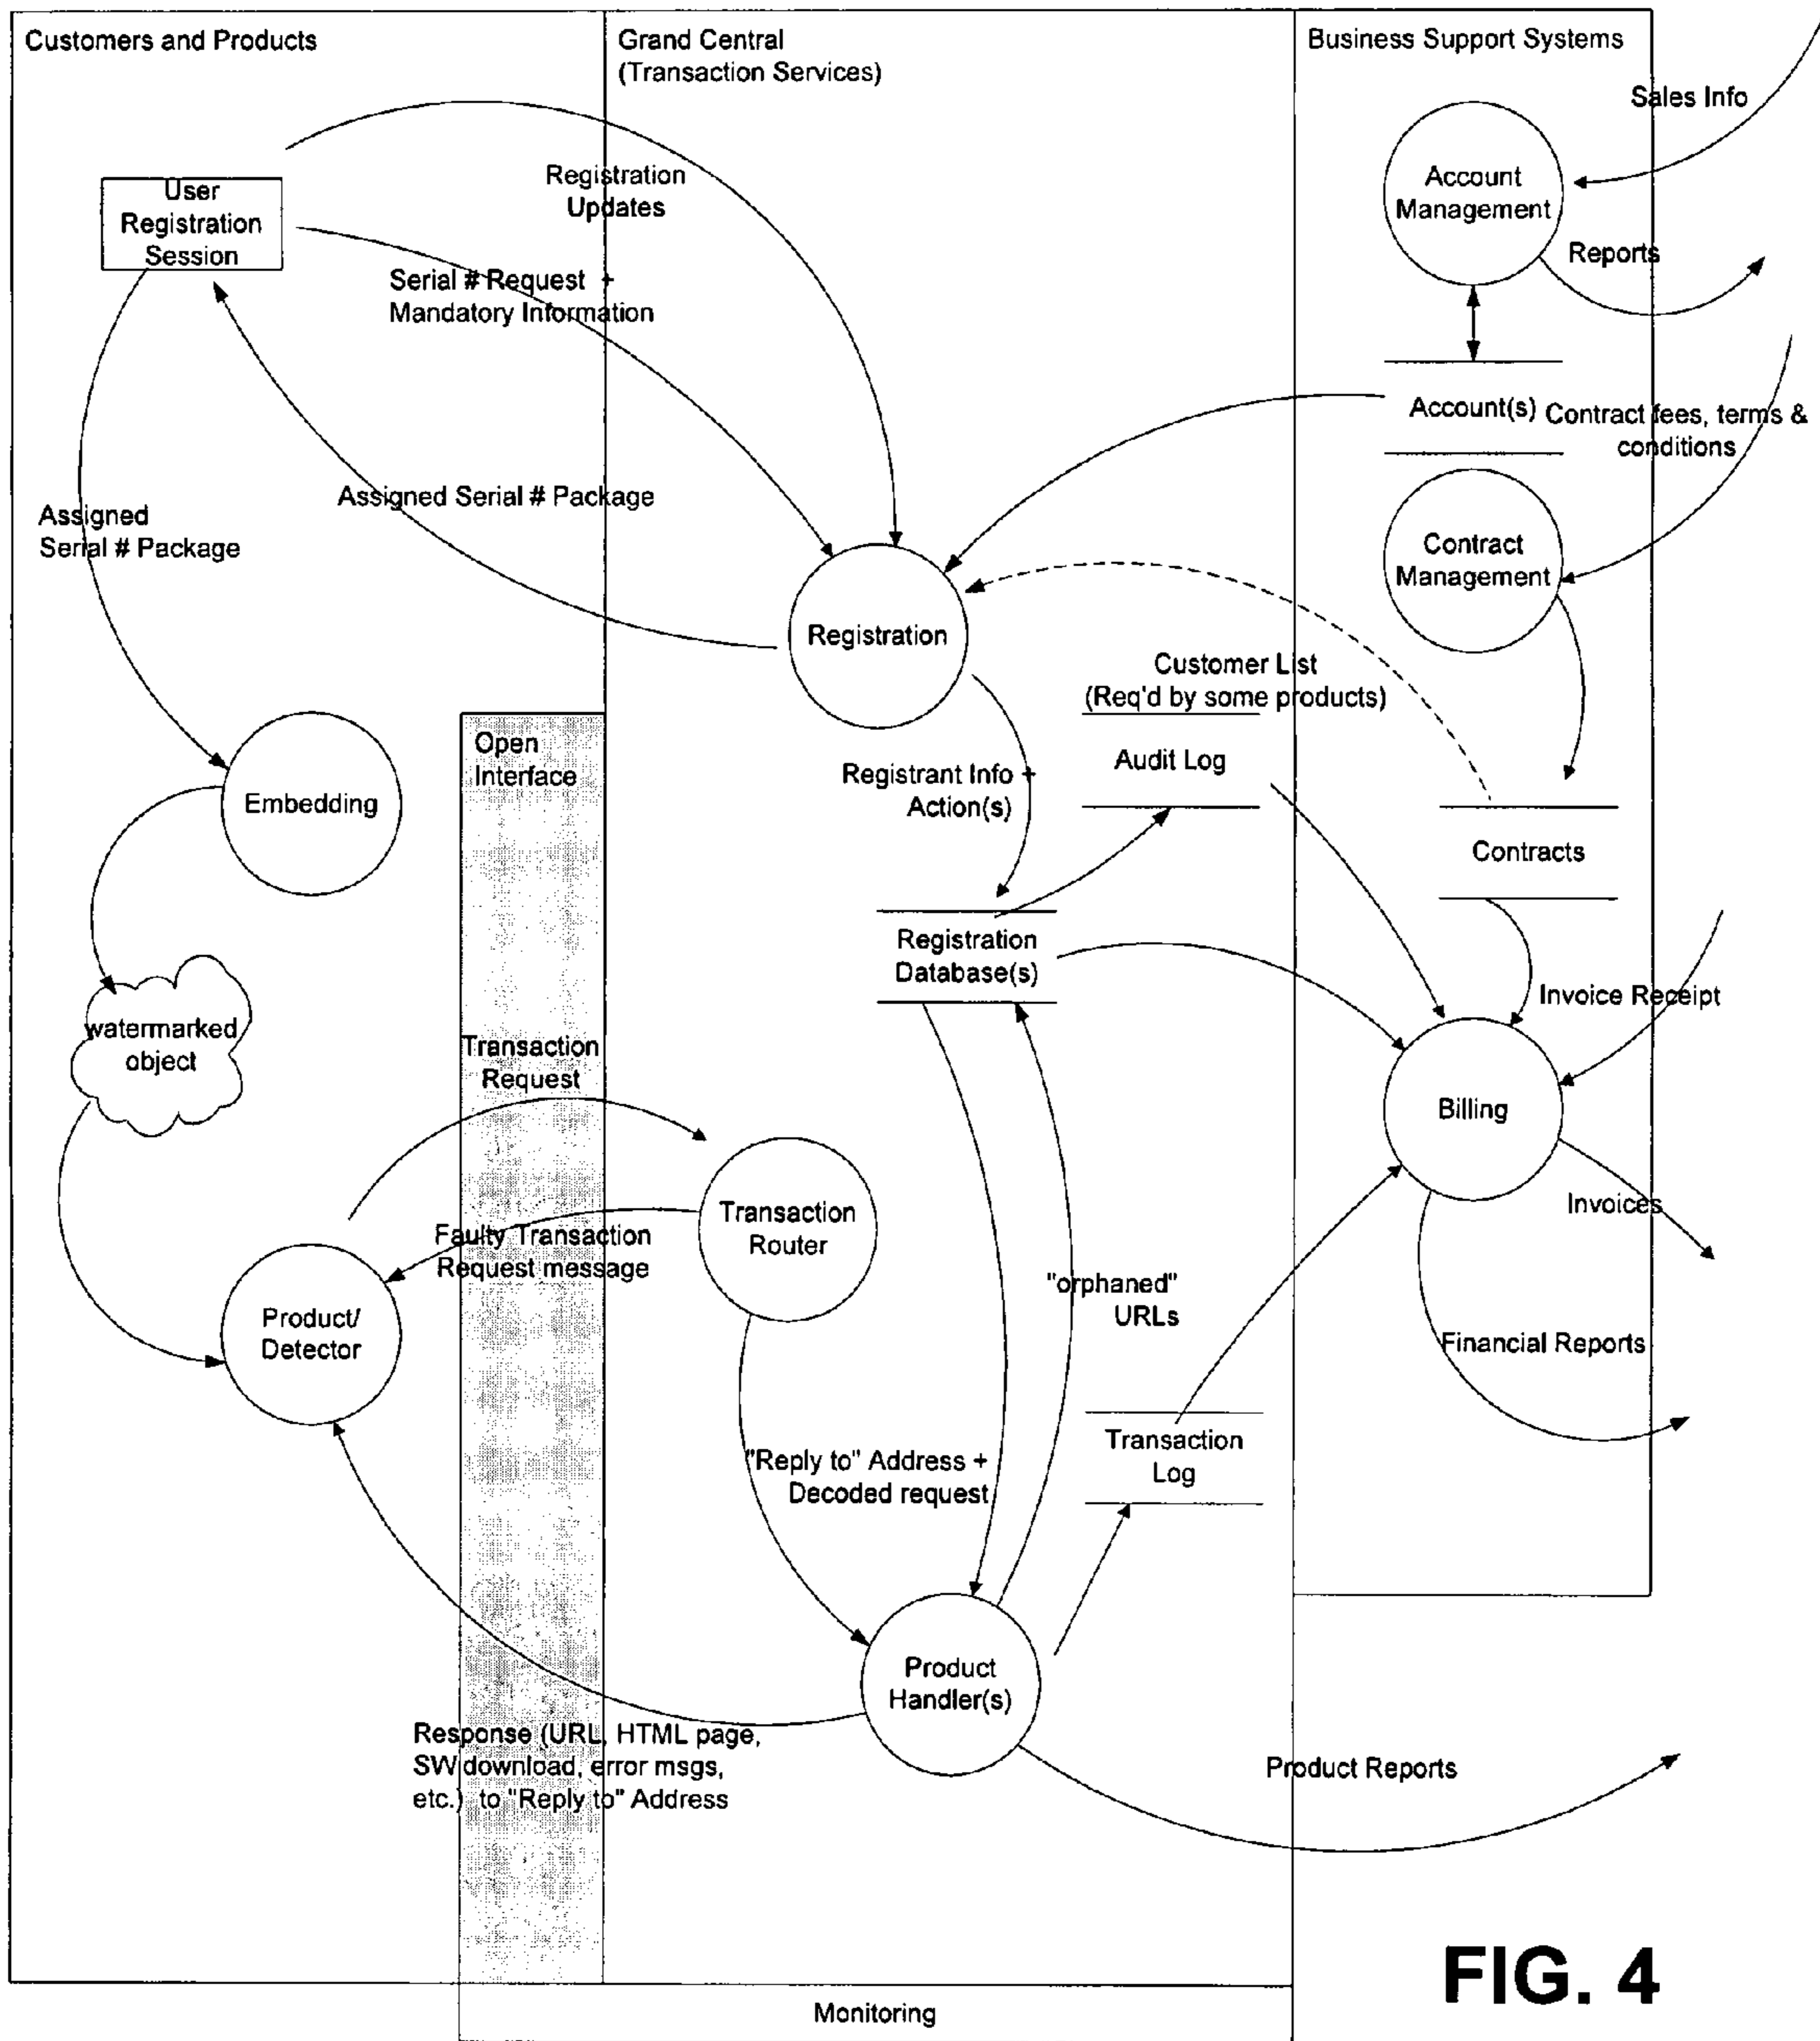 Customers and Products
Grand Central
(Transaction Services)
Business Support Systems
Sales Info
User
Registration
Session
Registration
Updates
Account
Management
Reports
Serial # Request +
Mandatory Information
Account(s)
Contract fees, terms &
conditions
Assigned Serial # Package
Assigned
Serial # Package
Contract
Management
Registration
Customer List
(Req'd by some products)
Open
Interface
Audit Log
Registrant Info +
Action(s)
Embedding
Contracts
Registration
Database(s)
Invoice Receipt
watermarked
object
Transaction
Request
Billing
Transaction
Router
Invoices
Faulty Transaction
Request message
"orphaned"
URLs
Product/
Detector
Financial Reports
"Reply to" Address +
Decoded request
Transaction
Log
Product
Handler(s)
Response (URL, HTML page,
SW download, error msgs,
etc.) to "Reply to" Address
Product Reports
FIG. 4
Monitoring